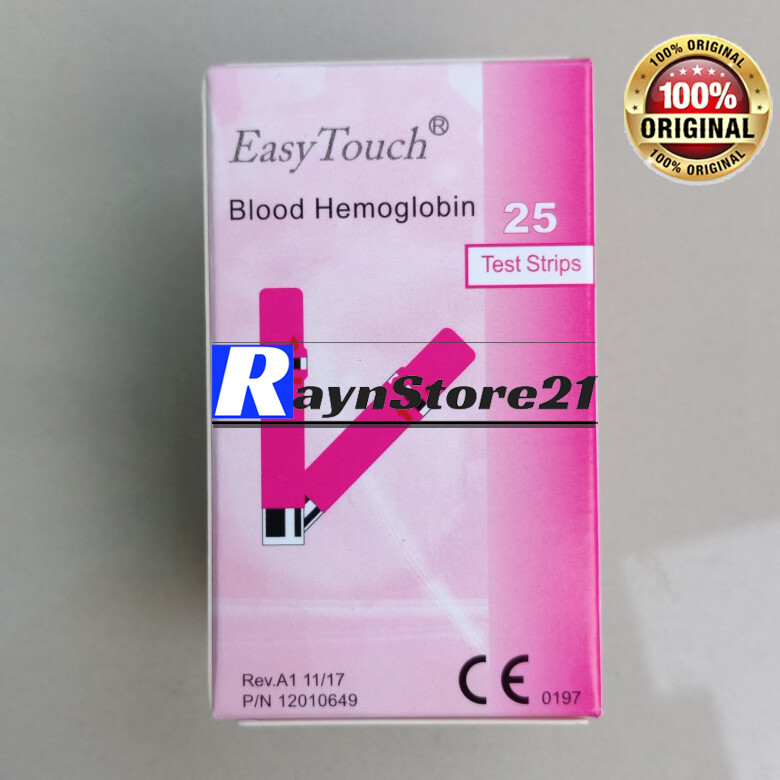 100% ORIGINAL
100%
ORIGINAL
100% ORIGINAL
EasyTouch®
Blood Hemoglobin
25
Test Strips
RaynStore21
Rev.A1 11/17
P/N 12010649
CE 0197